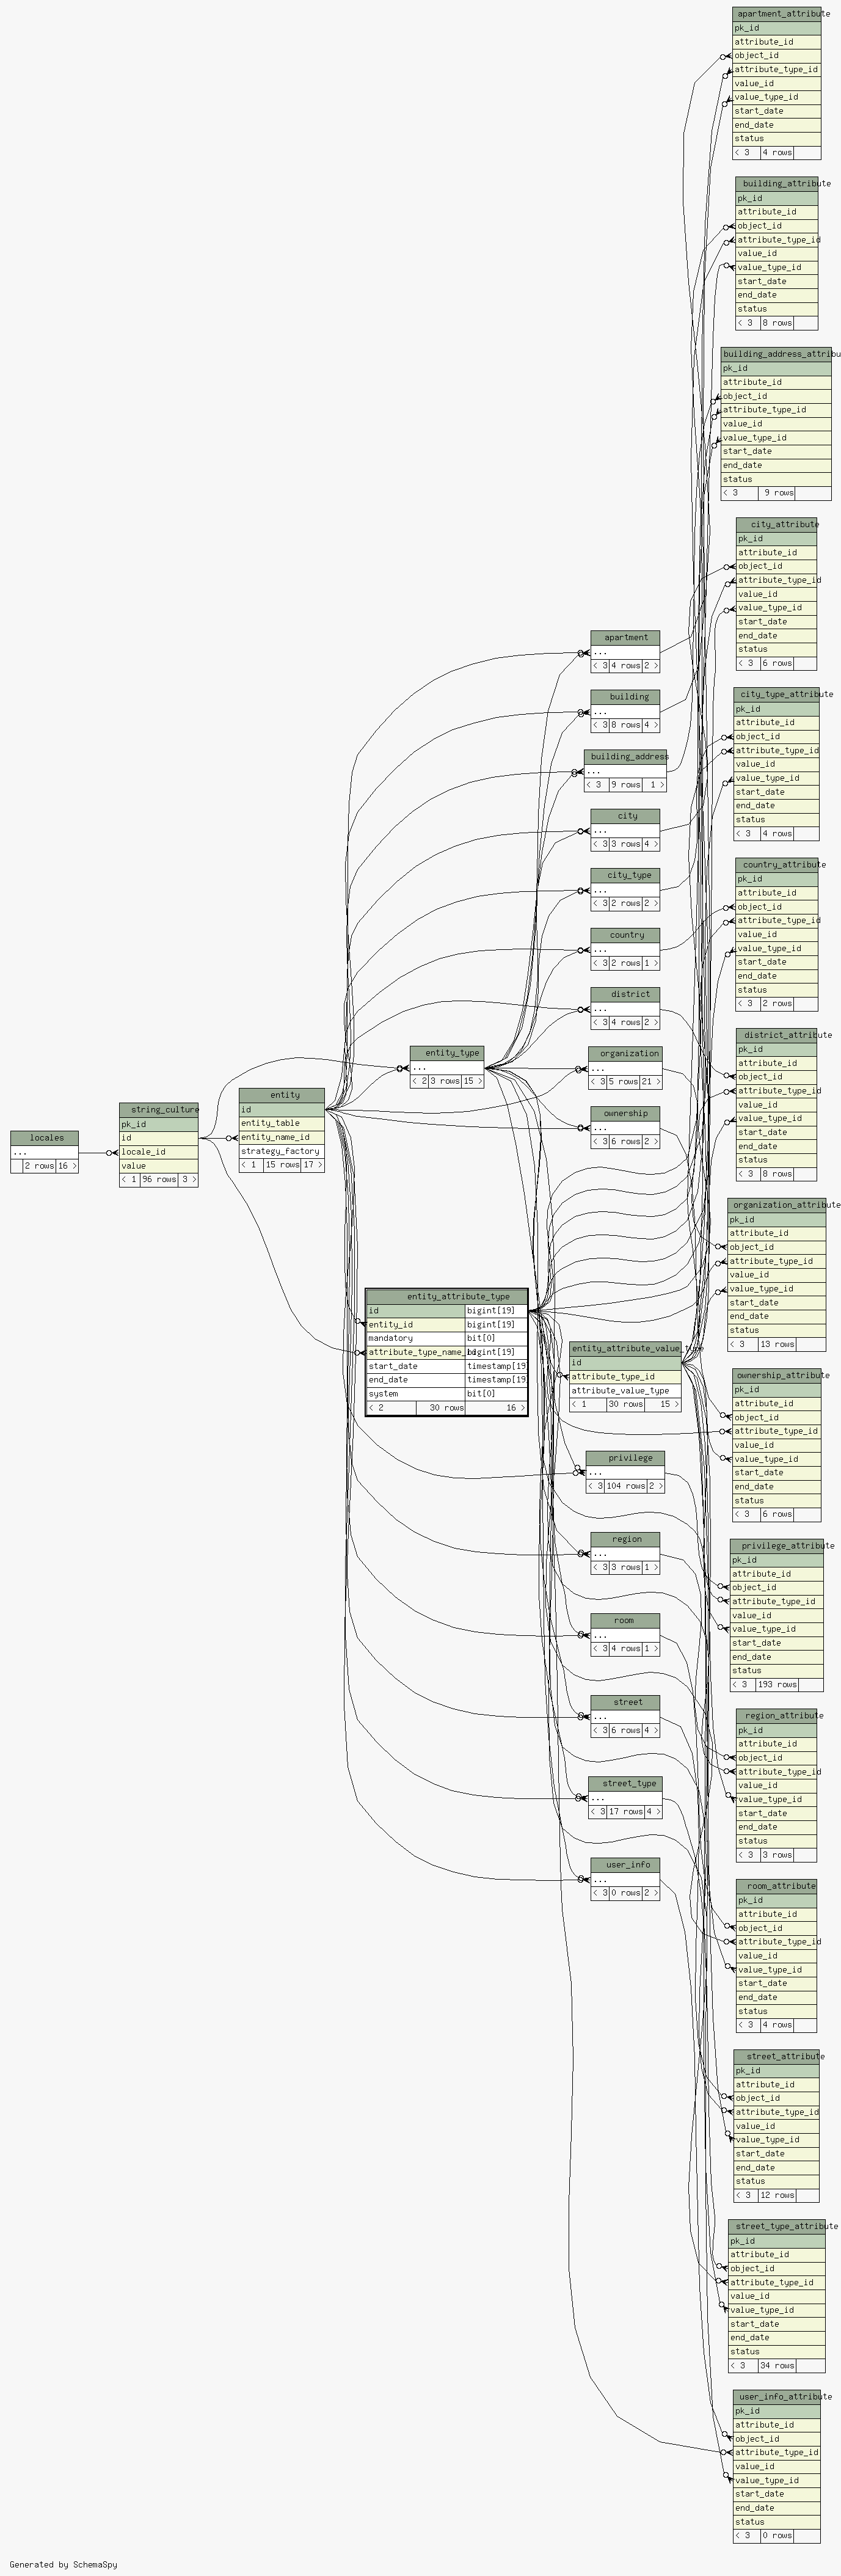 apartment_attribute
pk_id
attribute_id
object_id
attribute_type_id
value_id
value_type_id
start_date
end_date
status
< 3 4 rows
building_attribute
pk_id
attribute_id
object_id
attribute_type_id
value_id
value_type_id
start_date
end_date
status
< 3 8 rows
building_address_attribu
pk_id
attribute_id
object_id
attribute_type_id
value_id
value_type_id
start_date
end_date
status
< 3 9 rows
city_attribute
pk_id
attribute_id
object_id
attribute_type_id
value_id
value_type_id
start_date
end_date
status
< 3 6 rows
apartment
...
< 3 4 rows 2 >
building
...
< 3 8 rows 4 >
building_address
...
< 3 9 rows 1 >
city
...
< 3 3 rows 4 >
city_type
...
< 3 2 rows 2 >
country
...
< 3 2 rows 1 >
district
...
< 3 4 rows 2 >
organization
...
< 3 5 rows 21 >
ownership
...
< 3 6 rows 2 >
city_type_attribute
pk_id
attribute_id
object_id
attribute_type_id
value_id
value_type_id
start_date
end_date
status
< 3 4 rows
country_attribute
pk_id
attribute_id
object_id
attribute_type_id
value_id
value_type_id
start_date
end_date
status
< 3 2 rows
district_attribute
pk_id
attribute_id
object_id
attribute_type_id
value_id
value_type_id
start_date
end_date
status
< 3 8 rows
entity_type
...
< 2 3 rows 15 >
entity
id
entity_table
entity_name_id
strategy_factory
< 1 15 rows 17 >
string_culture
pk_id
id
locale_id
value
< 1 96 rows 3 >
locales
...
2 rows 16 >
organization_attribute
pk_id
attribute_id
object_id
attribute_type_id
value_id
value_type_id
start_date
end_date
status
< 3 13 rows
entity_attribute_type
id bigint[19]
entity_id bigint[19]
mandatory bit[0]
attribute_type_name_id bigint[19]
start_date timestamp[19]
end_date timestamp[19]
system bit[0]
< 2 30 rows 16 >
entity_attribute_value_type
id
attribute_type_id
attribute_value_type
< 1 30 rows 15 >
ownership_attribute
pk_id
attribute_id
object_id
attribute_type_id
value_id
value_type_id
start_date
end_date
status
< 3 6 rows
privilege
...
< 3 104 rows 2 >
region
...
< 3 3 rows 1 >
room
...
< 3 4 rows 1 >
street
...
< 3 6 rows 4 >
street_type
...
< 3 17 rows 4 >
user_info
...
< 3 0 rows 2 >
privilege_attribute
pk_id
attribute_id
object_id
attribute_type_id
value_id
value_type_id
start_date
end_date
status
< 3 193 rows
region_attribute
pk_id
attribute_id
object_id
attribute_type_id
value_id
value_type_id
start_date
end_date
status
< 3 3 rows
room_attribute
pk_id
attribute_id
object_id
attribute_type_id
value_id
value_type_id
start_date
end_date
status
< 3 4 rows
street_attribute
pk_id
attribute_id
object_id
attribute_type_id
value_id
value_type_id
start_date
end_date
status
< 3 12 rows
street_type_attribute
pk_id
attribute_id
object_id
attribute_type_id
value_id
value_type_id
start_date
end_date
status
< 3 34 rows
user_info_attribute
pk_id
attribute_id
object_id
attribute_type_id
value_id
value_type_id
start_date
end_date
status
< 3 0 rows
Generated by SchemaSpy